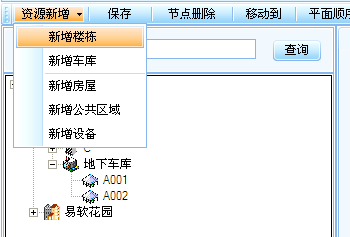 资源新增 保存 节点删除 移动到 平面顺
新增楼栋
查询
新增车库
新增房屋
新增公共区域
新增设备
C
地下车库
A001
A002
易软花园